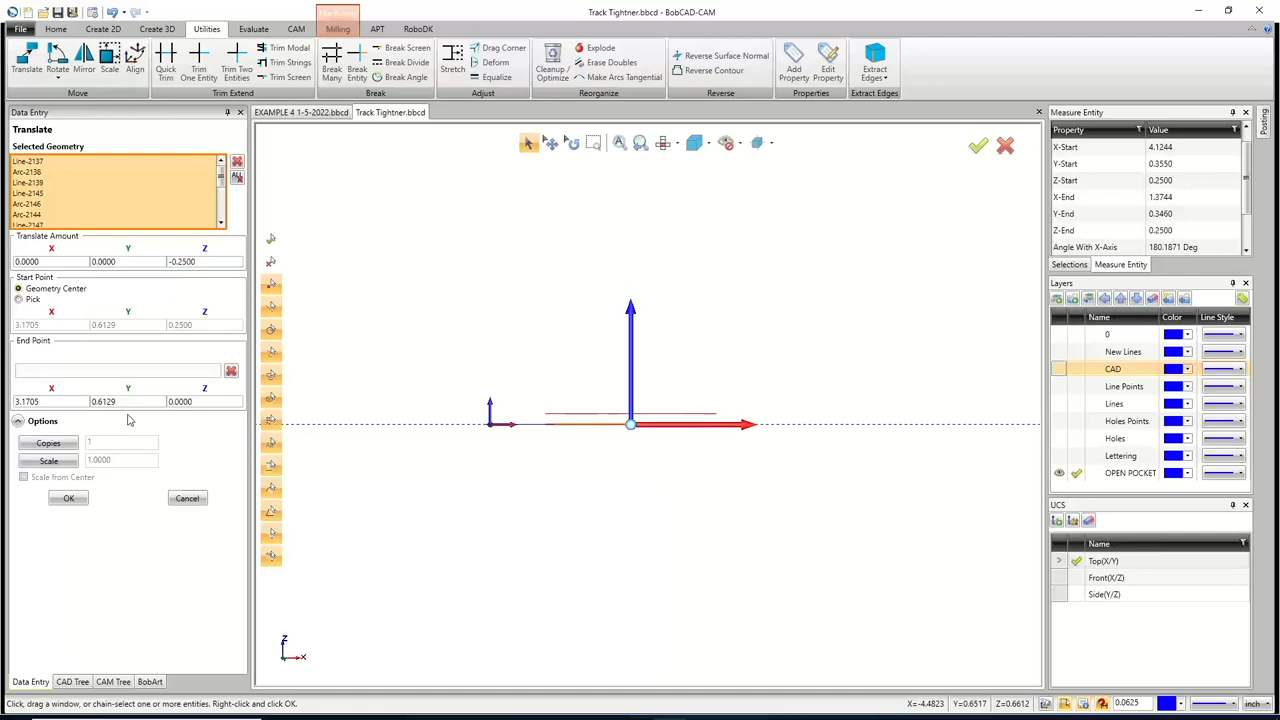 Track Tightner.bbcd - BobCAD-CAM
Machining
File Home Create 2D Create 3D Utilities Evaluate CAM Milling APT RoboDK
Translate Rotate Mirror Scale Align
Move
Quick Trim
Trim One Entity
Trim Two Entities
Trim Modal
Trim Strings
Trim Screen
Trim Extend
Break Many
Break Entity
Break Screen
Break Divide
Break Angle
Break
Stretch
Drag Corner
Deform
Equalize
Adjust
Cleanup / Optimize
Explode
Erase Doubles
Make Arcs Tangential
Reorganize
Reverse Surface Normal
Reverse Contour
Reverse
Add Property
Edit Property
Properties
Extract Edges
Extract Edges
Data Entry
Translate
Selected Geometry
Line-2137
Arc-2138
Line-2139
Line-2145
Arc-2146
Arc-2144
Line-2147
ALL
Translate Amount
X Y Z
0.0000 0.0000 -0.2500
Start Point
Geometry Center
Pick
X Y Z
3.1705 0.6129 0.2500
End Point
X Y Z
3.1705 0.6129 0.0000
Options
Copies 1
Scale 1.0000
Scale from Center
OK Cancel
Data Entry CAD Tree CAM Tree BobArt
EXAMPLE 4 1-5-2022.bbcd Track Tightner.bbcd
Z
X
Measure Entity
Property Value
X-Start 4.1244
Y-Start 0.3550
Z-Start 0.2500
X-End 1.3744
Y-End 0.3460
Z-End 0.2500
Angle With X-Axis 180.1871 Deg
Selections Measure Entity
Layers
Name Color Line Style
0
New Lines
CAD
Line Points
Lines
Holes Points
Holes
Lettering
OPEN POCKET
UCS
Name
Top(X/Y)
Front(X/Z)
Side(Y/Z)
Posting
Click, drag a window, or chain-select one or more entities. Right-click and click OK.
X=-4.4823 Y=0.6517 Z=0.6612 0.0625 inch